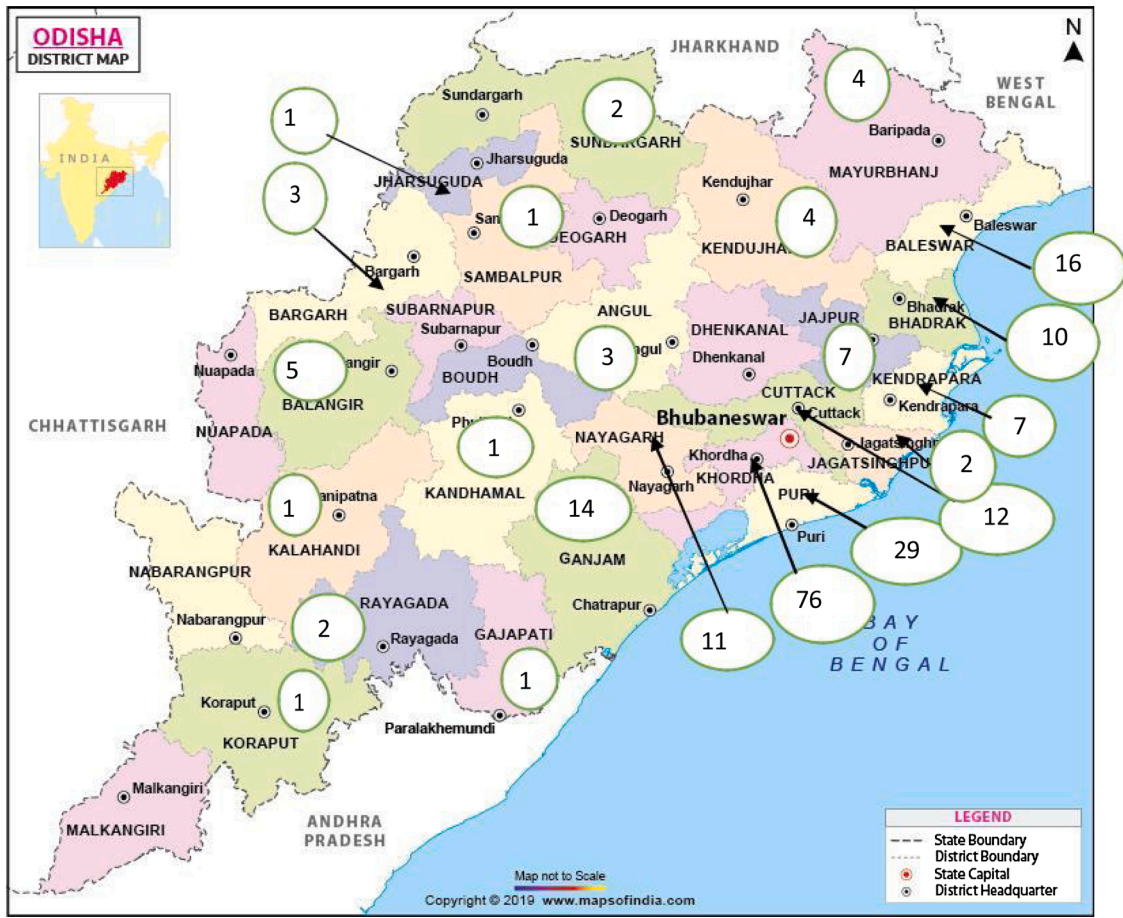 ODISHA
DISTRICT MAP
N
JHARKHAND
WEST
BENGAL
INDIA
4
2
1
Sundargarh
SUNDARGARH
Baripada
MAYURBHANJ
Jharsuguda
JHARSUGUDA
3
Kendujhar
1
Deogarh
DEOGARH
4
Baleswar
BALESWAR
Bargarh
SAMBALPUR
16
BARGARH
SUBARNAPUR
Subarnapur
ANGUL
DHENKANAL
JAJPUR
Bhadrak
BHADRAK
10
Nuapada
5
BALANGIR
Boudh
BOUDH
3
Dhenkanal
7
KENDRAPARA
Kendrapara
CHHATTISGARH
NUAPADA
CUTTACK
Cuttack
Bhubaneswar
7
1
NAYAGARH
Nayagarh
Khordha
KHORDHA
JAGATSINGHPU
2
KANDHAMAL
1
KALAHANDI
14
PURI
Puri
12
29
NABARANGPUR
GANJAM
Nabarangpur
2
RAYAGADA
Rayagada
GAJAPATI
Chatrapur
76
11
BAY
OF
BENGAL
1
Koraput
1
KORAPUT
Paralakhemundi
Malkangiri
MALKANGIRI
ANDHRA
PRADESH
LEGEND
State Boundary
District Boundary
State Capital
District Headquarter
Map not to Scale
Copyright © 2019 www.mapsofindia.com